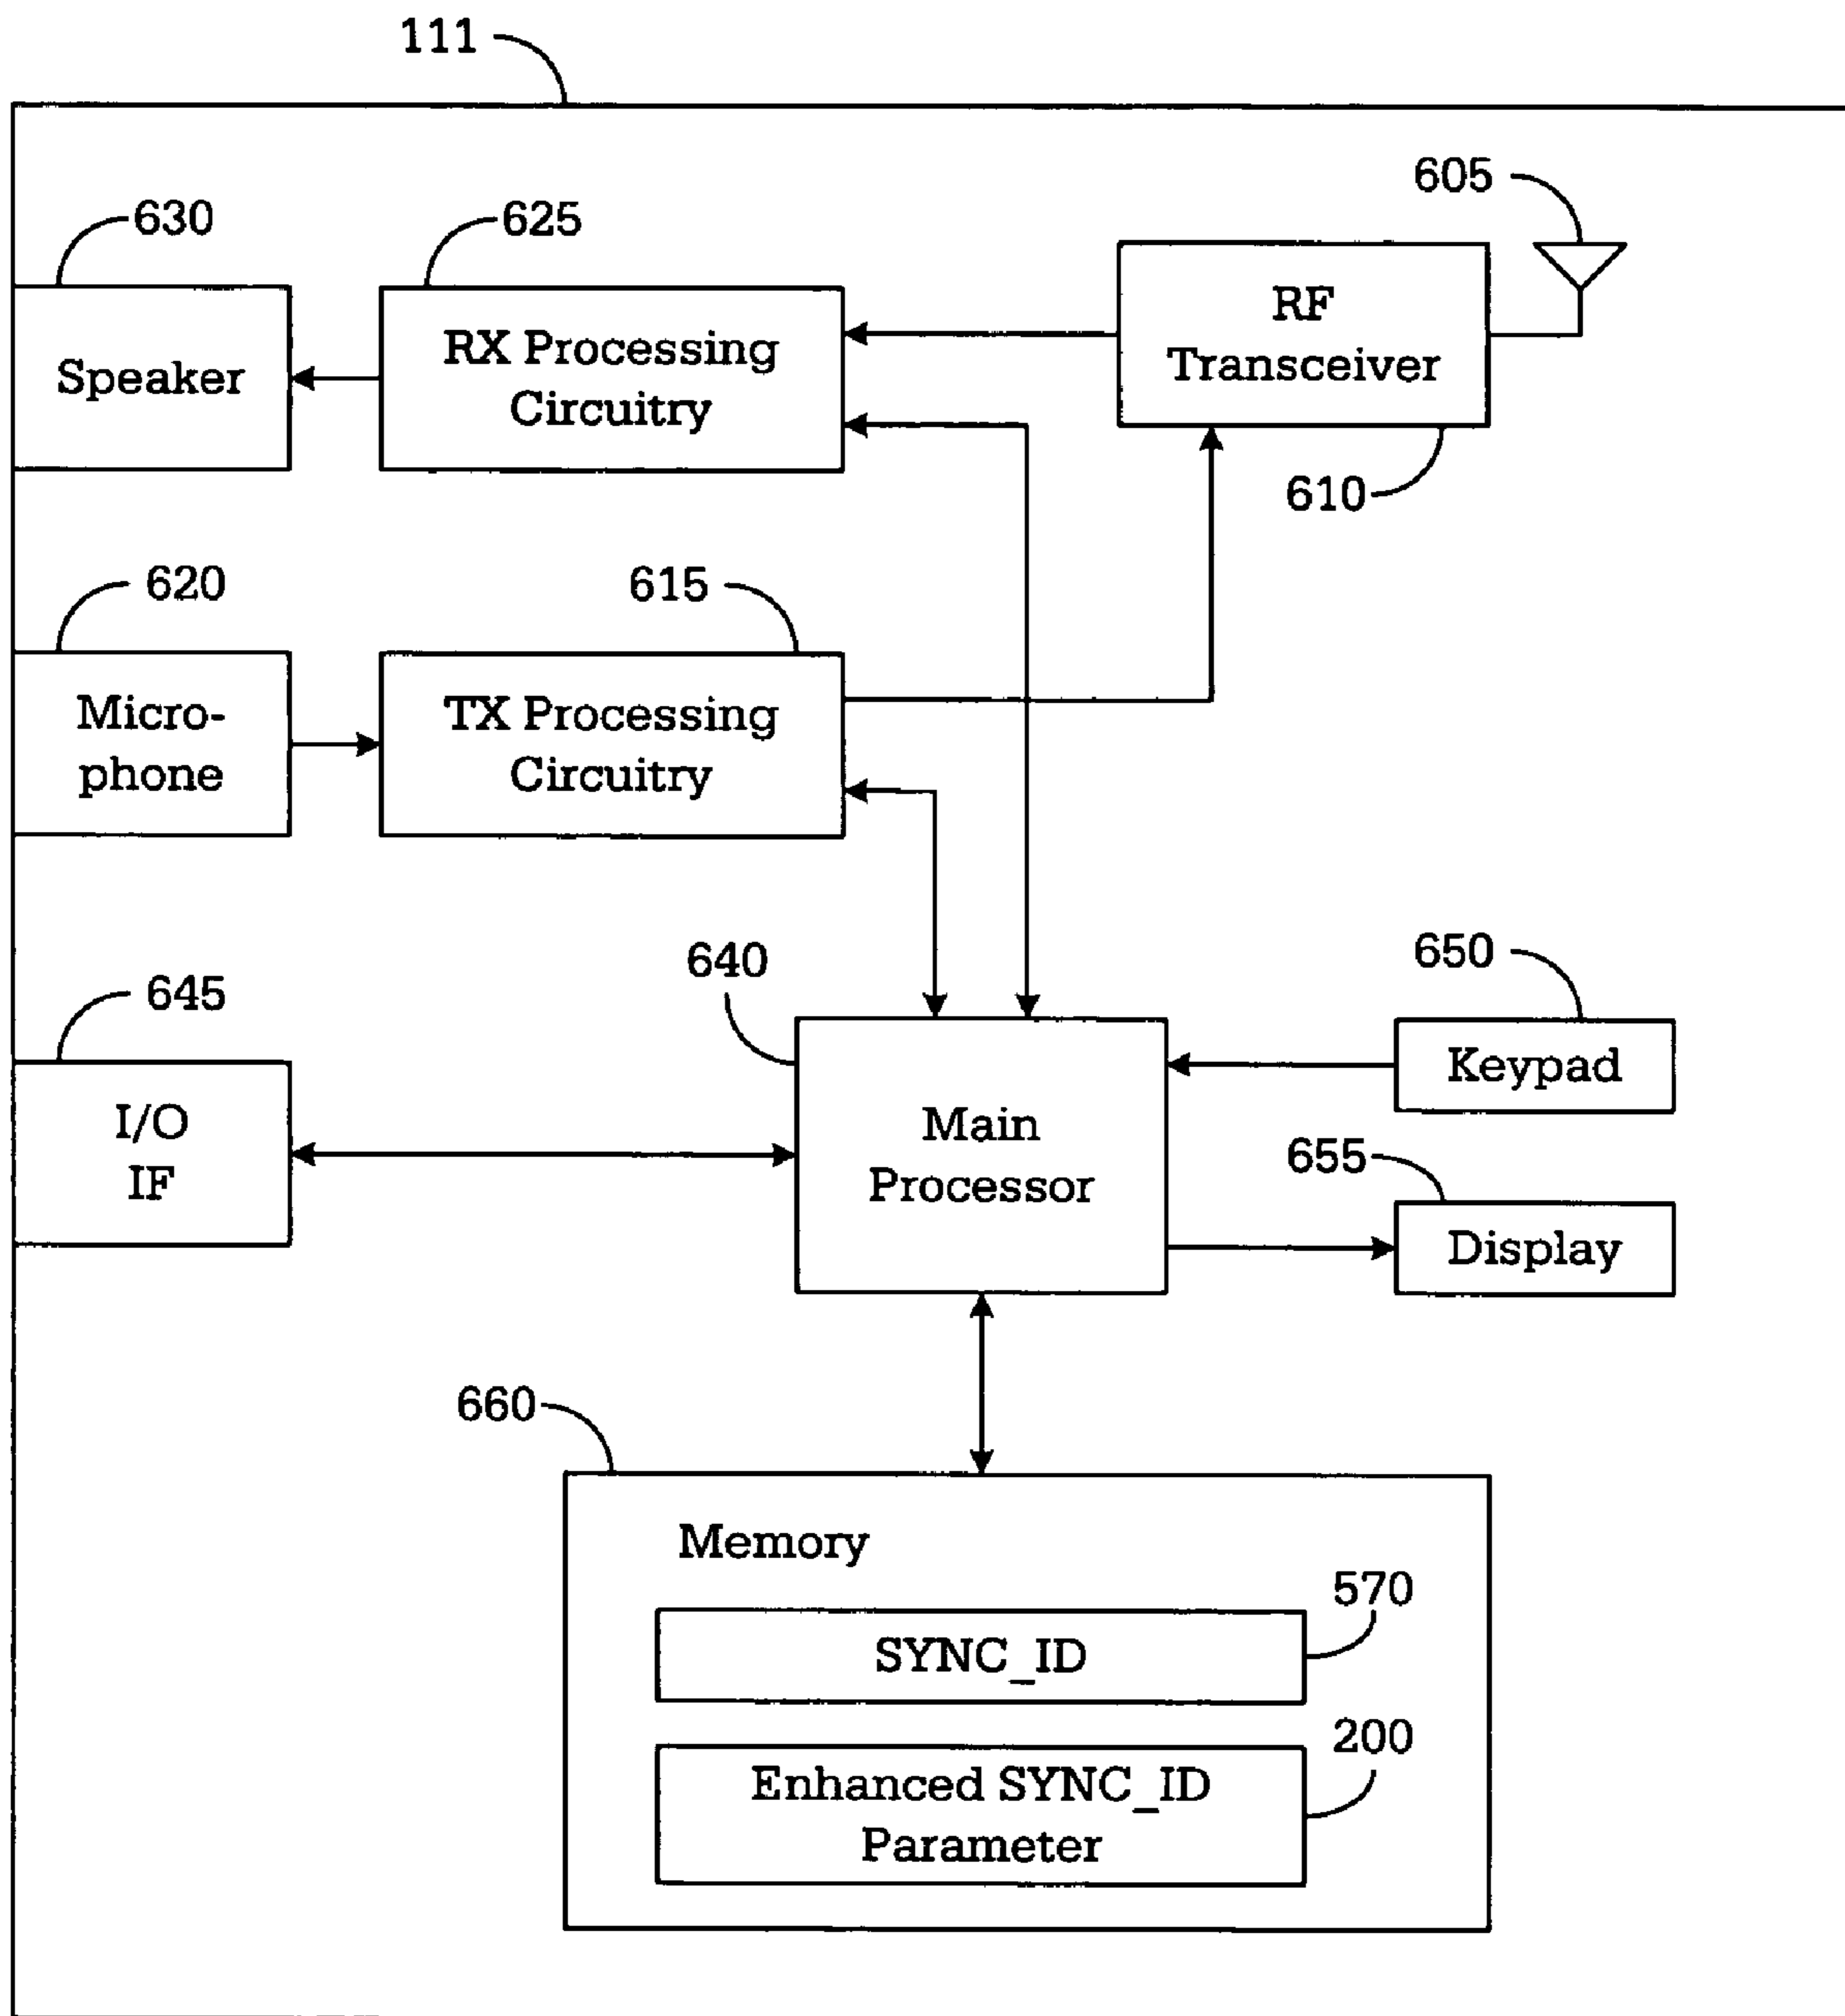 111
605
630
625
RF
Transceiver
Speaker
RX Processing
Circuitry
610
620
615
Micro-
phone
TX Processing
Circuitry
640
650
645
Keypad
I/O
IF
Main
Processor
655
Display
660
Memory
570
SYNC_ID
200
Enhanced SYNC_ID
Parameter